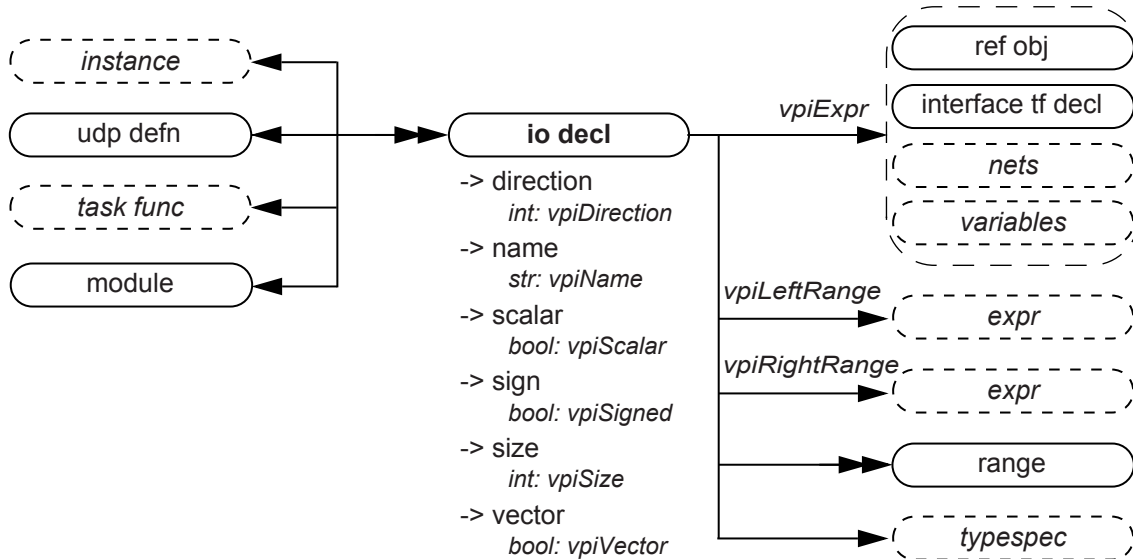 instance
udp defn
task func
module
io decl
-> direction
int: vpiDirection
-> name
str: vpiName
-> scalar
bool: vpiScalar
-> sign
bool: vpiSigned
-> size
int: vpiSize
-> vector
bool: vpiVector
vpiExpr
ref obj
interface tf decl
nets
variables
vpiLeftRange
expr
vpiRightRange
expr
range
typespec